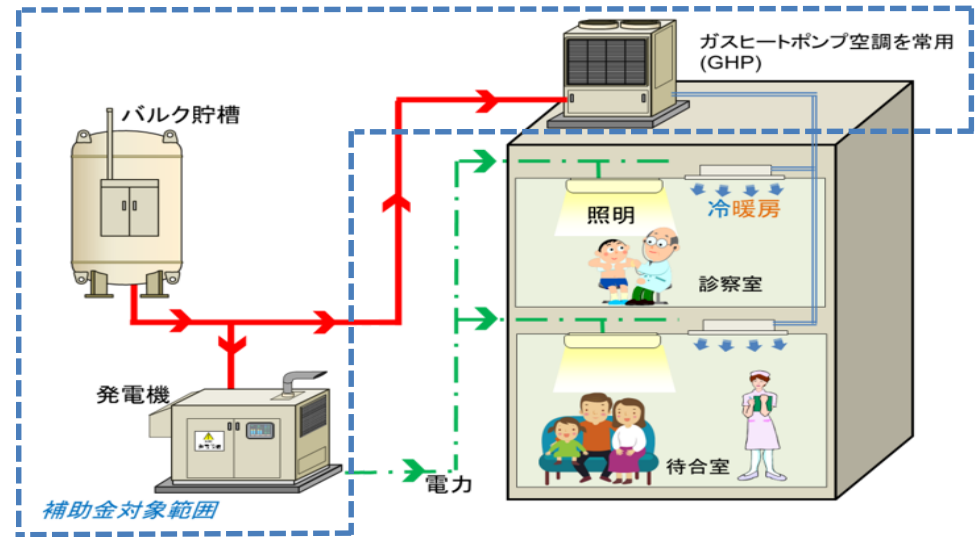 ガスヒートポンプ空調を常用
(GHP)
バルク貯槽
照明
冷暖房
診察室
発電機
電力
待合室
補助金対象範囲